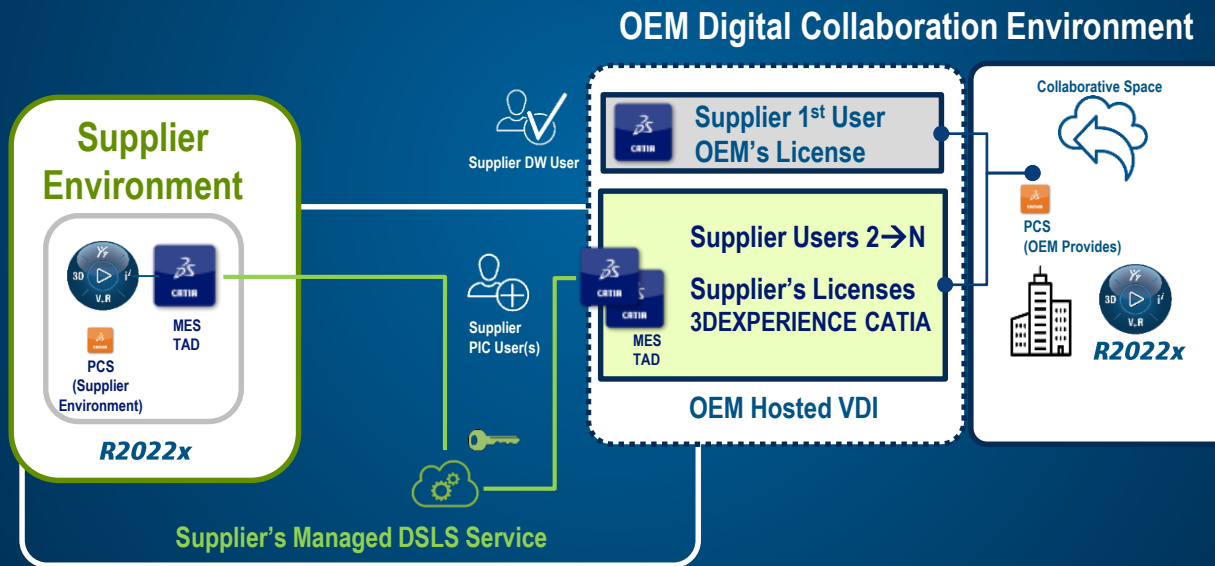 OEM Digital Collaboration Environment
Supplier
Environment
3D
V.R
CATIA
MES
TAD
PCS
(Supplier
Environment)
R2022x
Supplier DW User
Supplier
PIC User(s)
Supplier's Managed DSLS Service
CATIA
Supplier 1st User
OEM's License
CATIA
CATIA
MES
TAD
Supplier Users 2→N
Supplier's Licenses
3DEXPERIENCE CATIA
OEM Hosted VDI
Collaborative Space
PCS
(OEM Provides)
3D
V.R
R2022x